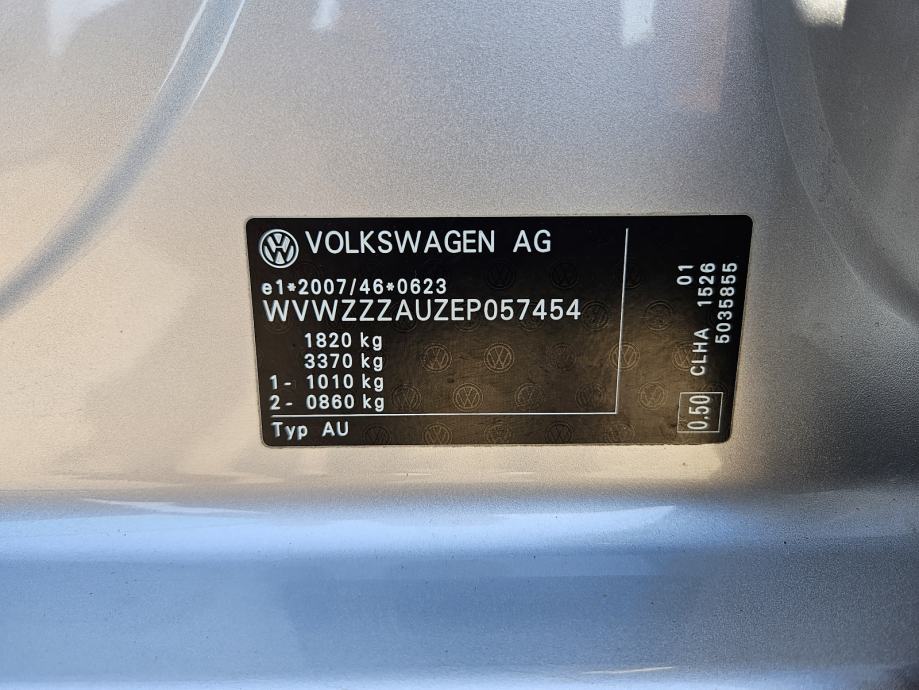 VOLKSWAGEN AG
e1*2007/46*0623
WVWZZZAUZEP057454
1820 kg
3370 kg
1- 1010 kg
2- 0860 kg
Typ AU
0,50 CLHA 1526 01
5035855